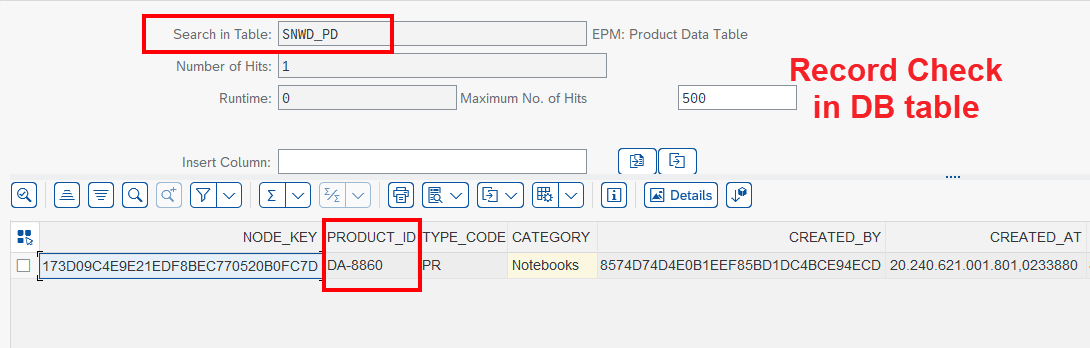 Search in Table: SNWD_PD EPM: Product Data Table
Number of Hits: 1
Runtime: 0 Maximum No. of Hits 500
Record Check
in DB table
Insert Column:
Details
NODE_KEY PRODUCT_ID TYPE_CODE CATEGORY CREATED_BY CREATED_AT
173D09C4E9E21EDF8BEC770520B0FC7D DA-8860 PR Notebooks 8574D74D4E0B1EEF85BD1DC4BCE94ECD 20.240.621.001.801,0233880